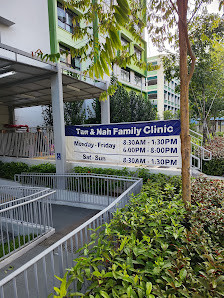 Tan & Nah Family Clinic
Monday - Friday 8:30AM - 1:30PM
6:00PM - 8:00PM
Sat - Sun 8:30AM - 1:30PM